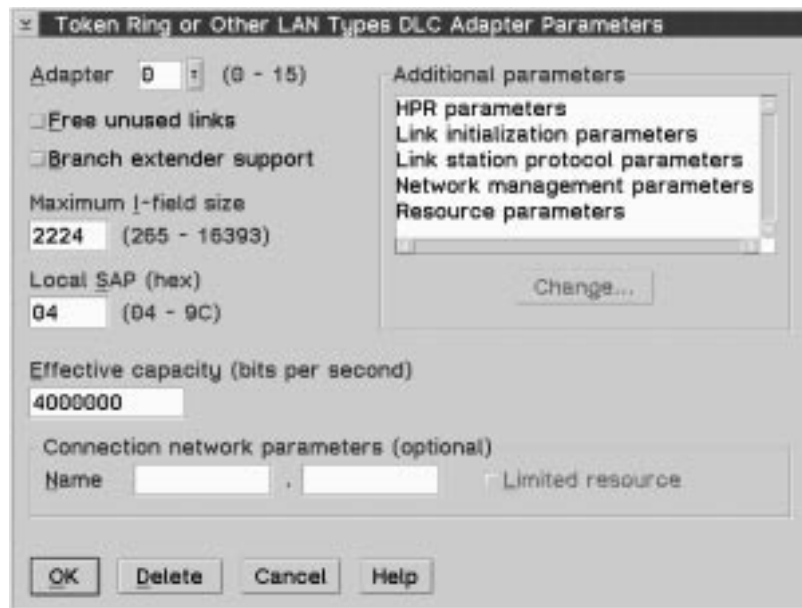 Token Ring or Other LAN Types DLC Adapter Parameters
Adapter 0 (0 - 15)
Free unused links
Branch extender support
Maximum I-field size
2224 (265 - 16393)
Local SAP (hex)
04 (04 - 9C)
Additional parameters
HPR parameters
Link initialization parameters
Link station protocol parameters
Network management parameters
Resource parameters
Change...
Effective capacity (bits per second)
4000000
Connection network parameters (optional)
Name . Limited resource
OK Delete Cancel Help